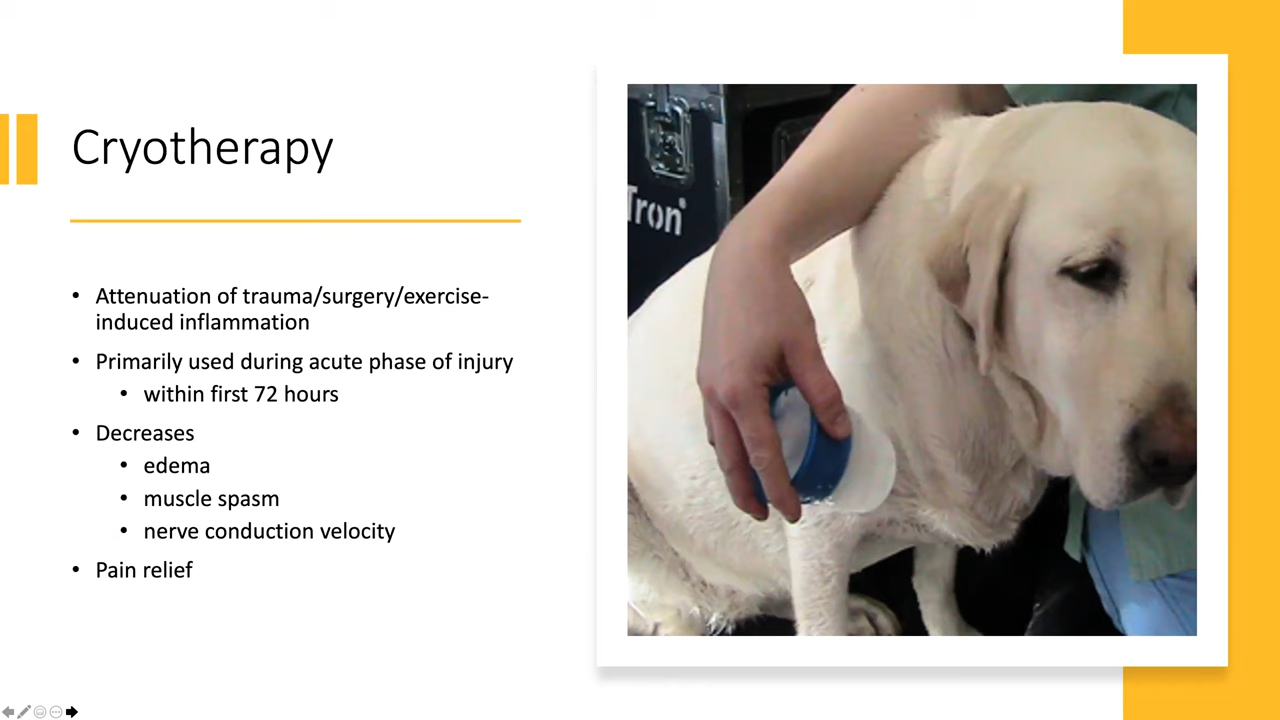 Cryotherapy
• Attenuation of trauma/surgery/exercise-
induced inflammation
• Primarily used during acute phase of injury
• within first 72 hours
• Decreases
• edema
• muscle spasm
• nerve conduction velocity
• Pain relief
Tron®